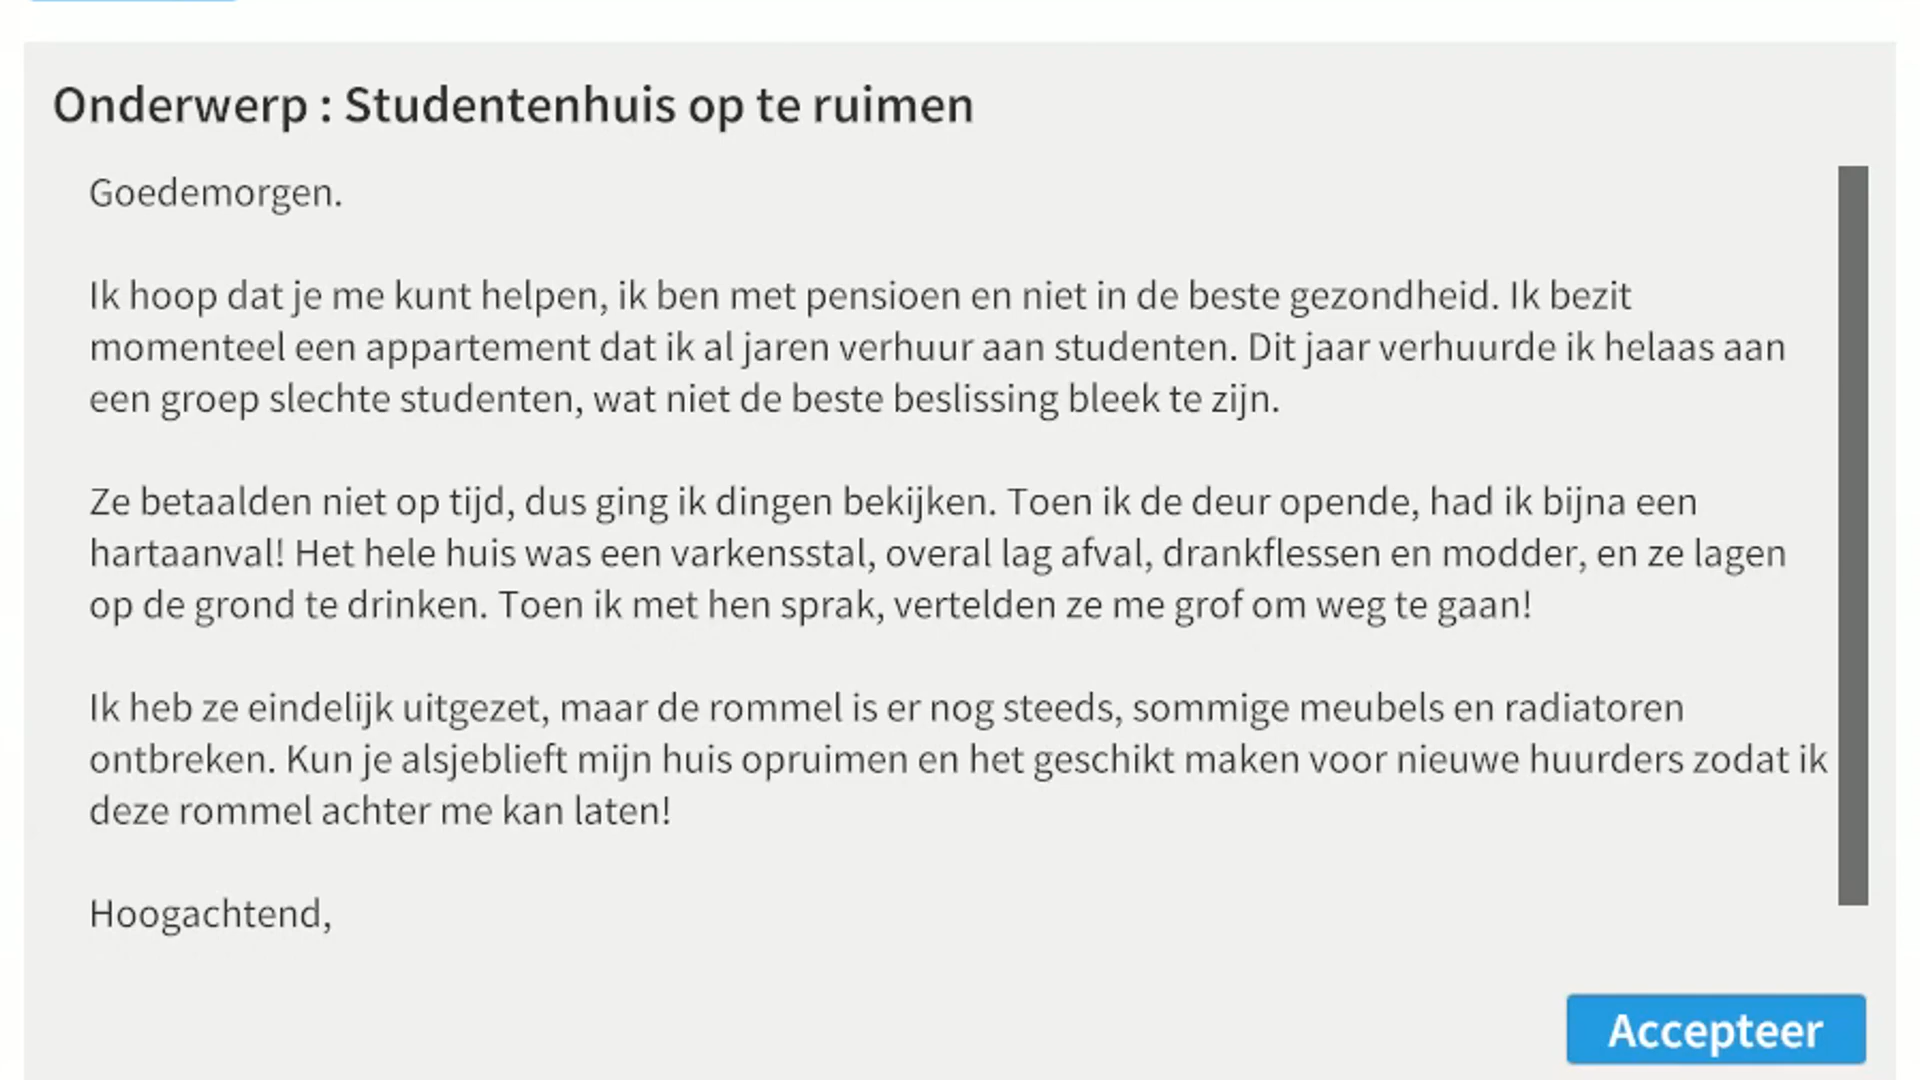 Onderwerp : Studentenhuis op te ruimen
Goedemorgen.
Ik hoop dat je me kunt helpen, ik ben met pensioen en niet in de beste gezondheid. Ik bezit
momenteel een appartement dat ik al jaren verhuur aan studenten. Dit jaar verhuurde ik helaas aan
een groep slechte studenten, wat niet de beste beslissing bleek te zijn.
Ze betaalden niet op tijd, dus ging ik dingen bekijken. Toen ik de deur opende, had ik bijna een
hartaanval! Het hele huis was een varkensstal, overal lag afval, drankflessen en modder, en ze lagen
op de grond te drinken. Toen ik met hen sprak, vertelden ze me grof om weg te gaan!
Ik heb ze eindelijk uitgezet, maar de rommel is er nog steeds, sommige meubels en radiatoren
ontbreken. Kun je alsjeblieft mijn huis opruimen en het geschikt maken voor nieuwe huurders zodat ik
deze rommel achter me kan laten!
Hoogachtend,
Accepteer